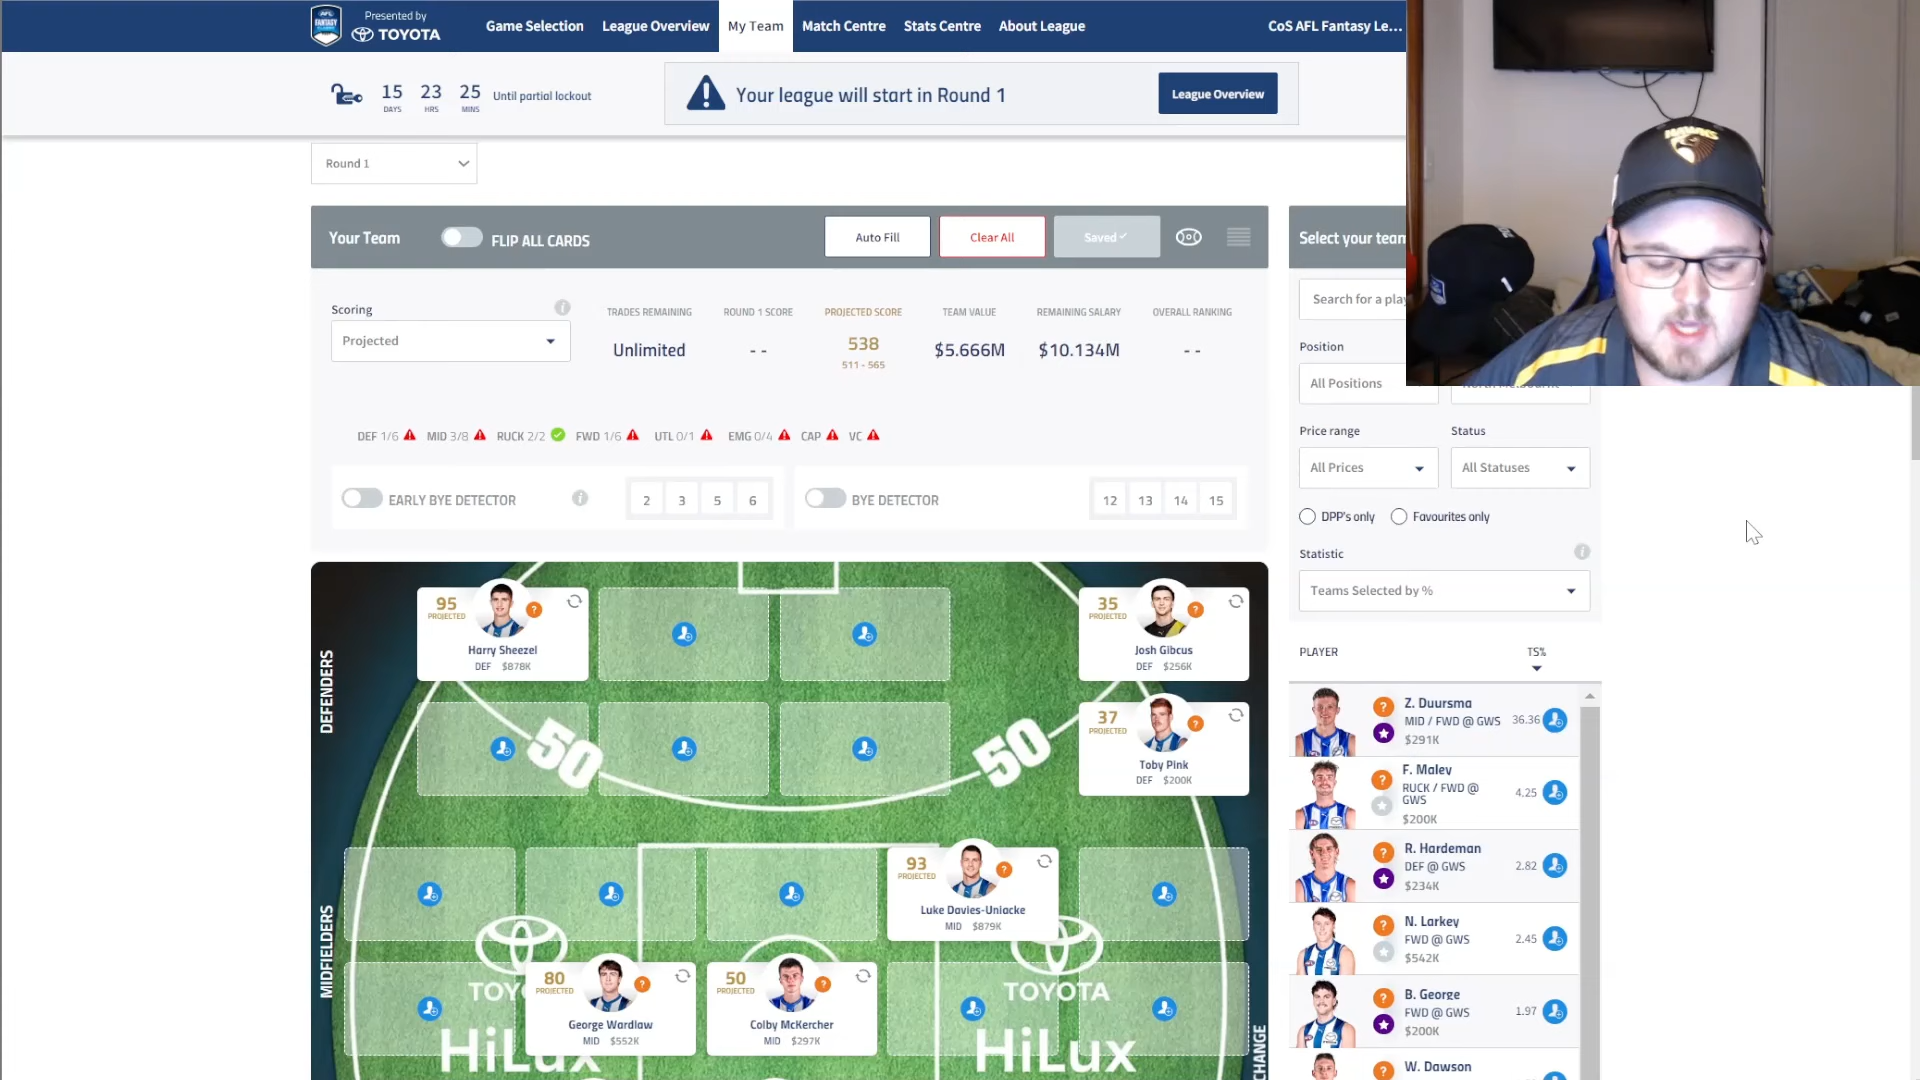 AFL
FANTASY
Presented by
TOYOTA
Game Selection
League Overview
My Team
Match Centre
Stats Centre
About League
CoS AFL Fantasy Le...
15
DAYS
23
HRS
25
MINS
Until partial lockout
Your league will start in Round 1
League Overview
Round 1
Your Team
FLIP ALL CARDS
Auto Fill
Clear All
Saved
Select your team
Scoring
Projected
TRADES REMAINING
Unlimited
ROUND 1 SCORE
- -
PROJECTED SCORE
538
511 - 565
TEAM VALUE
$5.666M
REMAINING SALARY
$10.134M
OVERALL RANKING
- -
DEF 1/6
MID 3/8
RUCK 2/2
FWD 1/6
UTL 0/1
EMG 0/4
CAP
VC
EARLY BYE DETECTOR
2
3
5
6
BYE DETECTOR
12
13
14
15
Search for a play
Position
All Positions
North Melbourne
Price range
All Prices
Status
All Statuses
DPP's only
Favourites only
Statistic
Teams Selected by %
PLAYER
TS%
Z. Duursma
MID / FWD @ GWS
$291K
36.36
F. Maley
RUCK / FWD @
GWS
$200K
4.25
R. Hardeman
DEF @ GWS
$234K
2.82
N. Larkey
FWD @ GWS
$542K
2.45
B. George
FWD @ GWS
$200K
1.97
W. Dawson
DEFENDERS
95
PROJECTED
Harry Sheezel
DEF $878K
35
PROJECTED
Josh Gibcus
DEF $256K
37
PROJECTED
Toby Pink
DEF $200K
50
50
MIDFIELDERS
93
PROJECTED
Luke Davies-Uniacke
MID $879K
80
PROJECTED
George Wardlaw
MID $552K
50
PROJECTED
Colby McKercher
MID $297K
TOYO
HiLux
TOYOTA
HiLux
CHANGE
HAWKS